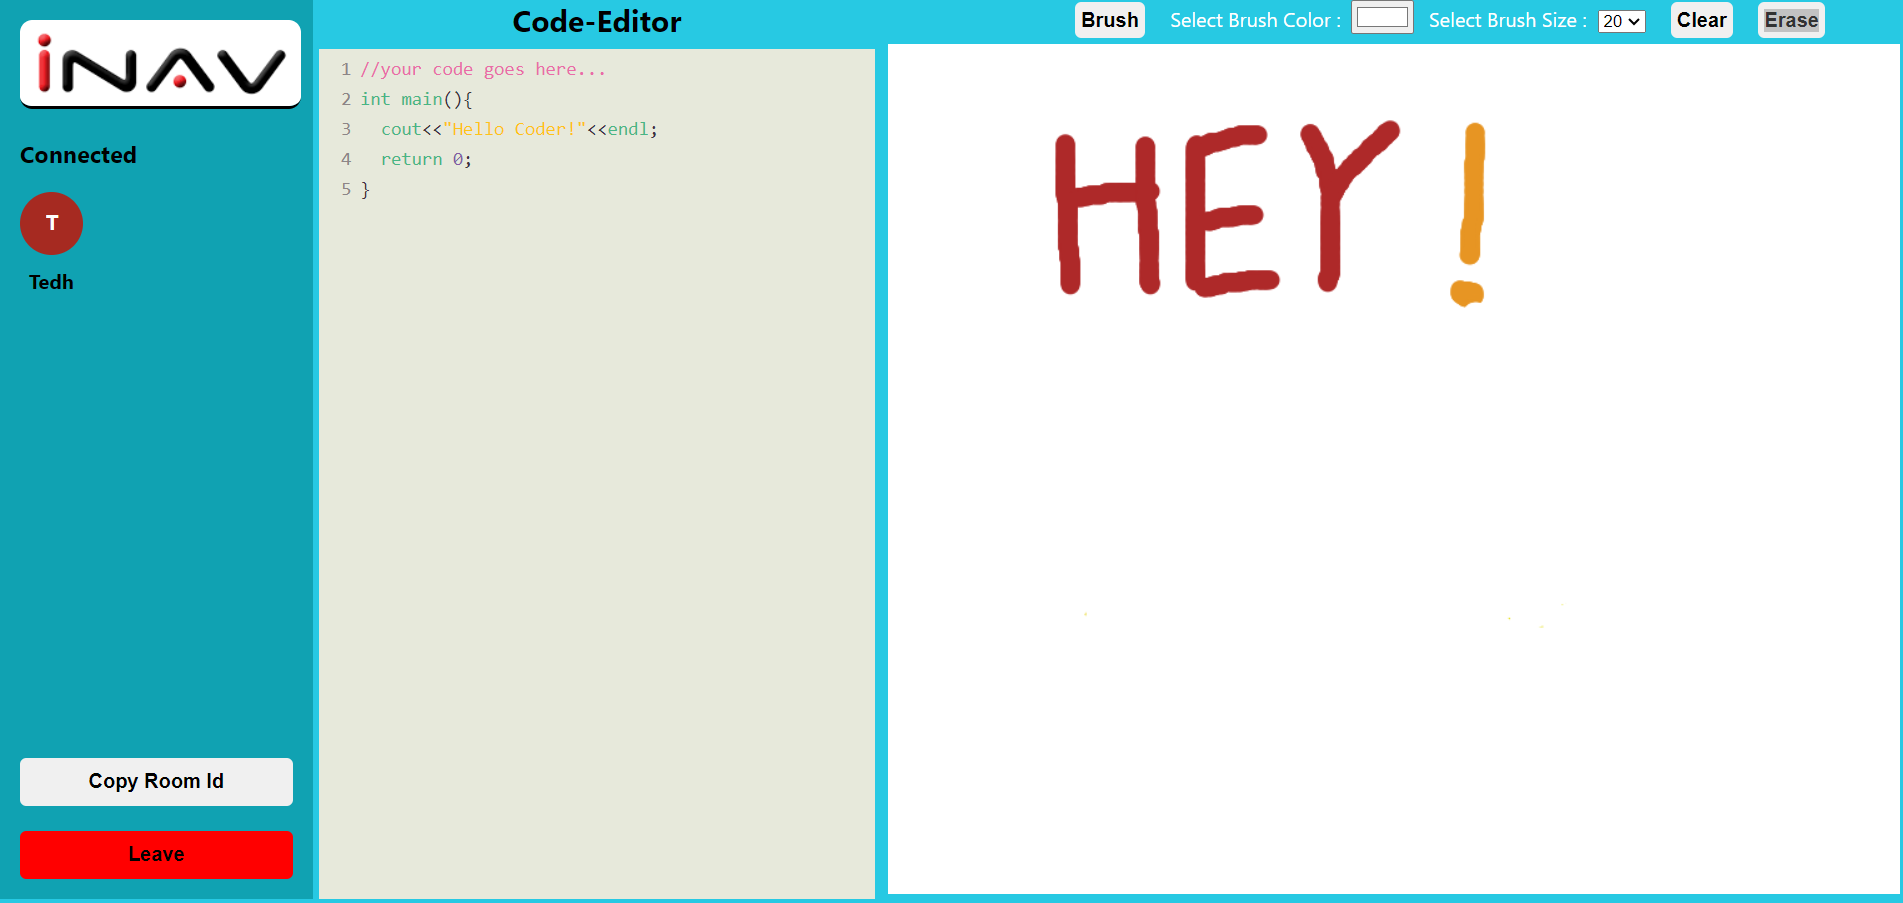 iNAV
Connected
T
Tedh
Copy Room Id
Leave
Code-Editor
1 //your code goes here...
2 int main(){
3   cout<<"Hello Coder!"<<endl;
4   return 0;
5 }
Brush Select Brush Color : Select Brush Size : 20 Clear Erase
HEY!